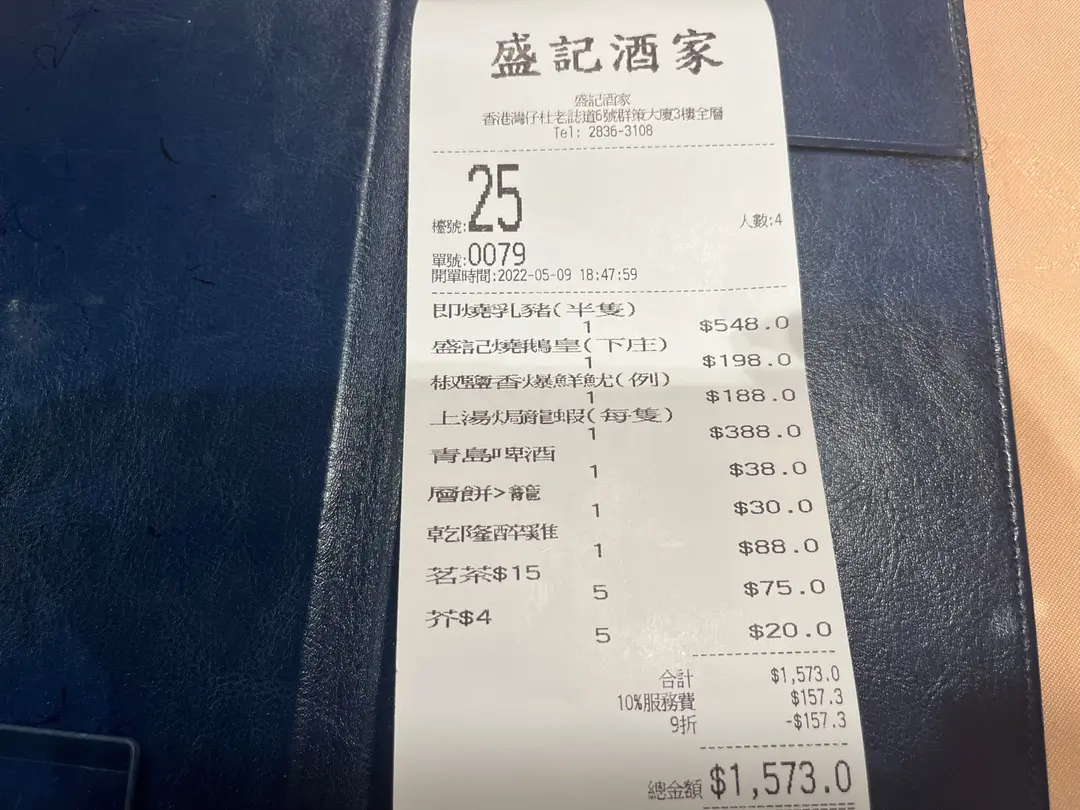 盛記酒家
盛記酒家
香港灣仔杜老誌道6號群策大廈3樓全層
Tel: 2836-3108
檯號:25 人數:4
單號:0079
開單時間:2022-05-09 18:47:59
即燒乳豬(半隻)
1 $548.0
盛記燒鵝皇(下庄)
1 $198.0
椒鹽香爆鮮魷(例)
1 $188.0
上湯焗龍蝦(每隻)
1 $388.0
青島啤酒
1 $38.0
層餅>籠
1 $30.0
乾隆醉雞
1 $88.0
茗茶$15
5 $75.0
芥$4
5 $20.0
合計 $1,573.0
10%服務費 $157.3
9折 -$157.3
總金額 $1,573.0